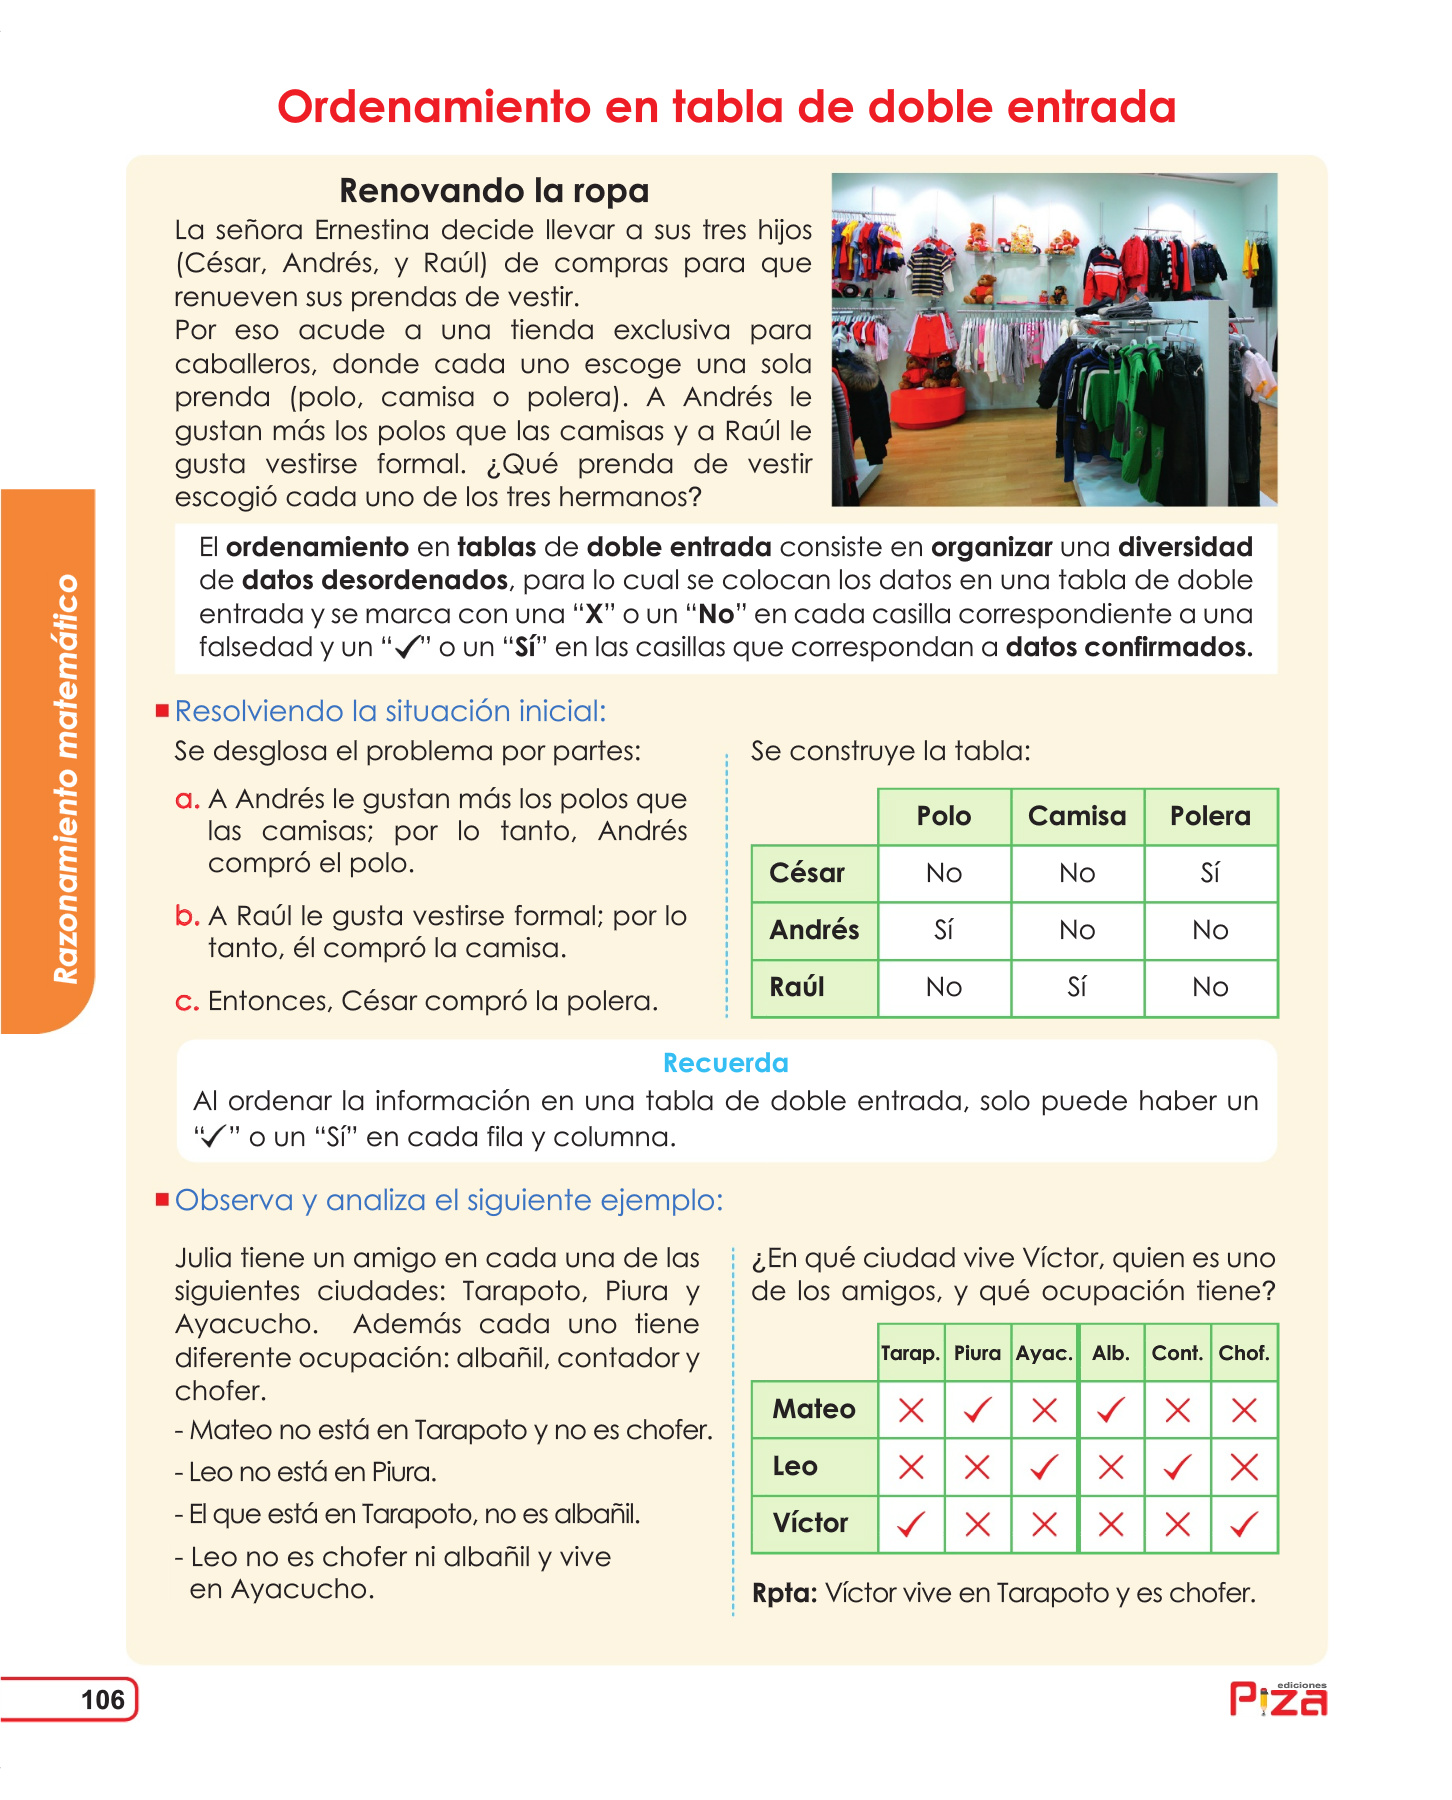 Ordenamiento en tabla de doble entrada
Renovando la ropa
La señora Ernestina decide llevar a sus tres hijos
(César, Andrés, y Raúl) de compras para que
renueven sus prendas de vestir.
Por eso acude a una tienda exclusiva para
caballeros, donde cada uno escoge una sola
prenda (polo, camisa o polera). A Andrés le
gustan más los polos que las camisas y a Raúl le
gusta vestirse formal. ¿Qué prenda de vestir
escogió cada uno de los tres hermanos?
El ordenamiento en tablas de doble entrada consiste en organizar una diversidad
de datos desordenados, para lo cual se colocan los datos en una tabla de doble
entrada y se marca con una “X” o un “No” en cada casilla correspondiente a una
falsedad y un “✓” o un “Sí” en las casillas que correspondan a datos confirmados.
Razonamiento matemático
Resolviendo la situación inicial:
Se desglosa el problema por partes:
a. A Andrés le gustan más los polos que
las camisas; por lo tanto, Andrés
compró el polo.
b. A Raúl le gusta vestirse formal; por lo
tanto, él compró la camisa.
c. Entonces, César compró la polera.
Se construye la tabla:
Polo Camisa Polera
César No No Sí
Andrés Sí No No
Raúl No Sí No
Recuerda
Al ordenar la información en una tabla de doble entrada, solo puede haber un
“✓” o un “Sí” en cada fila y columna.
Observa y analiza el siguiente ejemplo:
Julia tiene un amigo en cada una de las
siguientes ciudades: Tarapoto, Piura y
Ayacucho. Además cada uno tiene
diferente ocupación: albañil, contador y
chofer.
- Mateo no está en Tarapoto y no es chofer.
- Leo no está en Piura.
- El que está en Tarapoto, no es albañil.
- Leo no es chofer ni albañil y vive
en Ayacucho.
¿En qué ciudad vive Víctor, quien es uno
de los amigos, y qué ocupación tiene?
Tarap. Piura Ayac. Alb. Cont. Chof.
Mateo ✗ ✓ ✗ ✓ ✗ ✗
Leo ✗ ✗ ✓ ✗ ✓ ✗
Víctor ✓ ✗ ✗ ✗ ✗ ✓
Rpta: Víctor vive en Tarapoto y es chofer.
106
ediciones
Piza